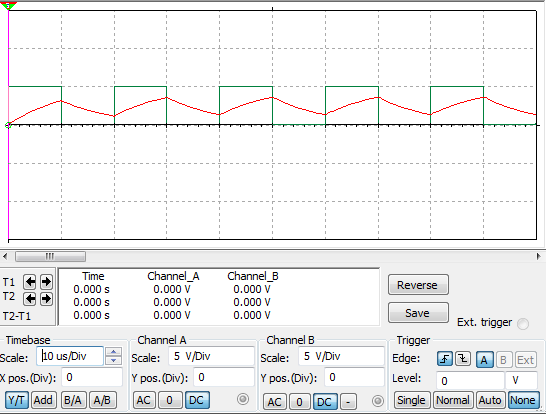 Time Channel_A Channel_B
T1 0.000 s 0.000 V 0.000 V
T2 0.000 s 0.000 V 0.000 V
T2-T1 0.000 s 0.000 V 0.000 V
Reverse
Save
Ext. trigger
Timebase
Scale: 10 us/Div
X pos.(Div): 0
Y/T Add B/A A/B
Channel A
Scale: 5 V/Div
Y pos.(Div): 0
AC 0 DC
Channel B
Scale: 5 V/Div
Y pos.(Div): 0
AC 0 DC -
Trigger
Edge: A B Ext
Level: 0 V
Single Normal Auto None